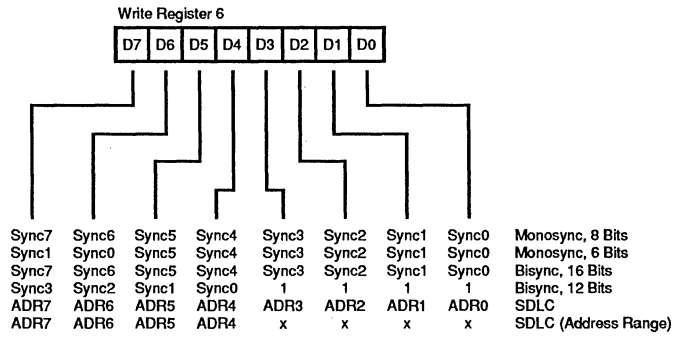 Write Register 6
D7 D6 D5 D4 D3 D2 D1 D0
Sync7 Sync6 Sync5 Sync4 Sync3 Sync2 Sync1 Sync0 Monosync, 8 Bits
Sync1 Sync0 Sync5 Sync4 Sync3 Sync2 Sync1 Sync0 Monosync, 6 Bits
Sync7 Sync6 Sync5 Sync4 Sync3 Sync2 Sync1 Sync0 Bisync, 16 Bits
Sync3 Sync2 Sync1 Sync0 1 1 1 1 Bisync, 12 Bits
ADR7 ADR6 ADR5 ADR4 ADR3 ADR2 ADR1 ADR0 SDLC
ADR7 ADR6 ADR5 ADR4 x x x x SDLC (Address Range)